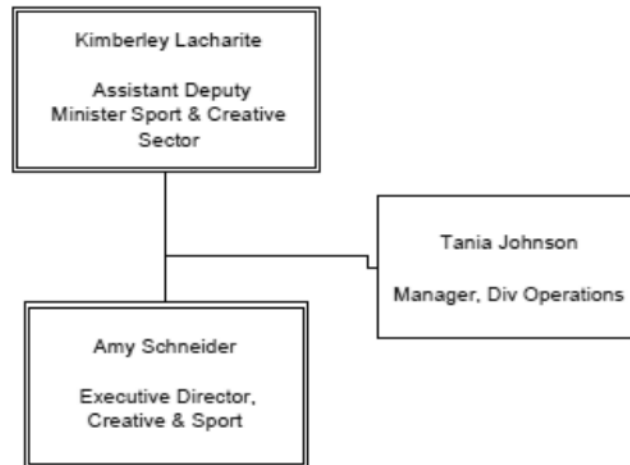 Kimberley Lacharite
Assistant Deputy
Minister Sport & Creative
Sector
Tania Johnson
Manager, Div Operations
Amy Schneider
Executive Director,
Creative & Sport